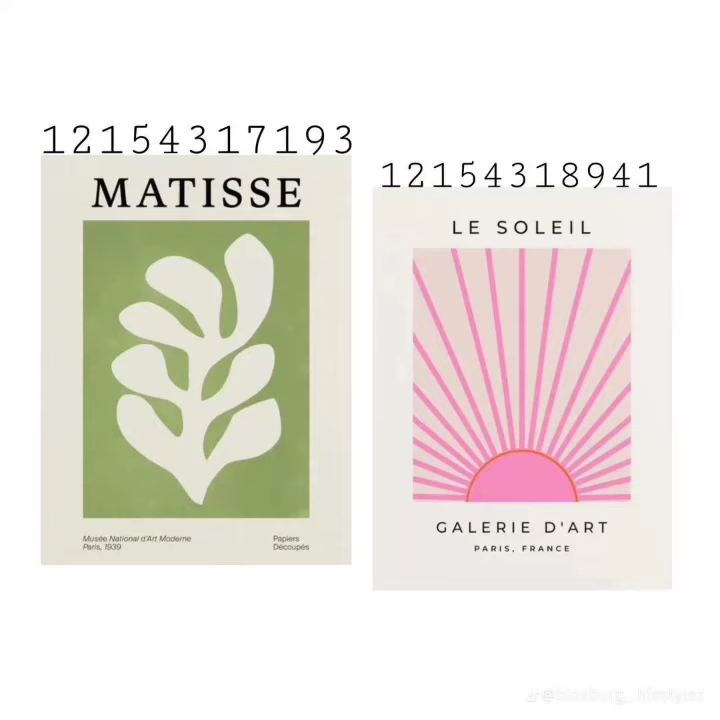 12154317193
MATISSE
Musée National d'Art Moderne
Paris, 1939
Papiers
Découpés
12154318941
LE SOLEIL
GALERIE D'ART
PARIS, FRANCE